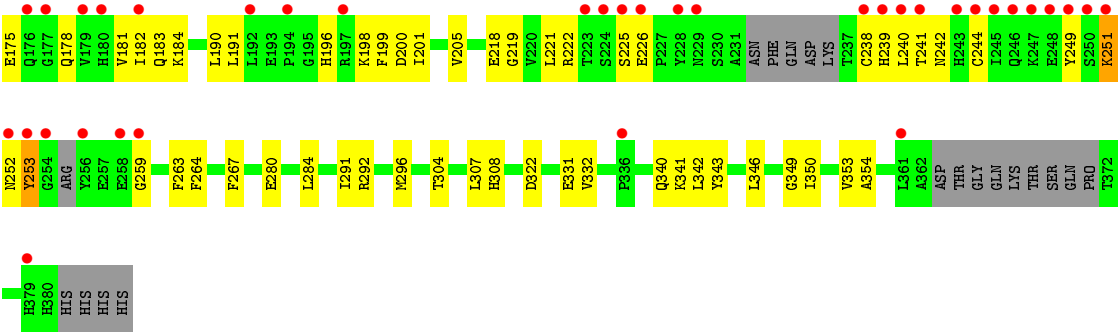 E175 Q176 G177 Q178 V179 H180 V181 I182 Q183 K184 L190 L191 L192 E193 P194 G195 H196 R197 K198 F199 D200 I201 V205 E218 G219 V220 L221 R222 T223 S224 S225 E226 P227 Y228 N229 S230 A231 ASN PHE GLN ASP LYS T237 C238 H239 L240 T241 N242 H243 C244 I245 Q246 K247 E248 Y249 S250 K251
N252 Y253 G254 ARG Y256 E257 E258 G259 F263 F264 F267 E280 L284 I291 R292 M296 T304 L307 H308 D322 E331 V332 P336 Q340 K341 L342 Y343 L346 G349 I350 V353 A354 L361 A362 ASP THR GLY GLN LYS THR SER GLN PRO T372
H379 H380 HIS HIS HIS HIS